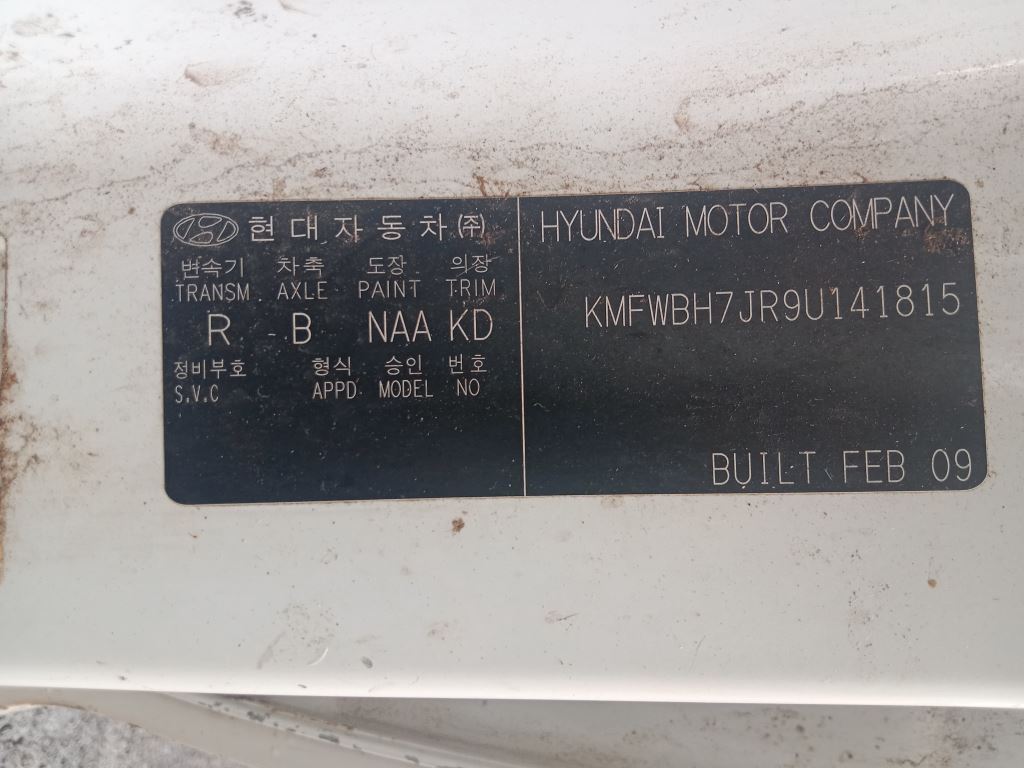 현대자동차(주)
변속기 차축 도장 의장
TRANSM AXLE PAINT TRIM
R B NAA KD
정비부호 형식 승인 번호
S.V.C APPD MODEL NO
HYUNDAI MOTOR COMPANY
KMFWBH7JR9U141815
BUILT FEB 09